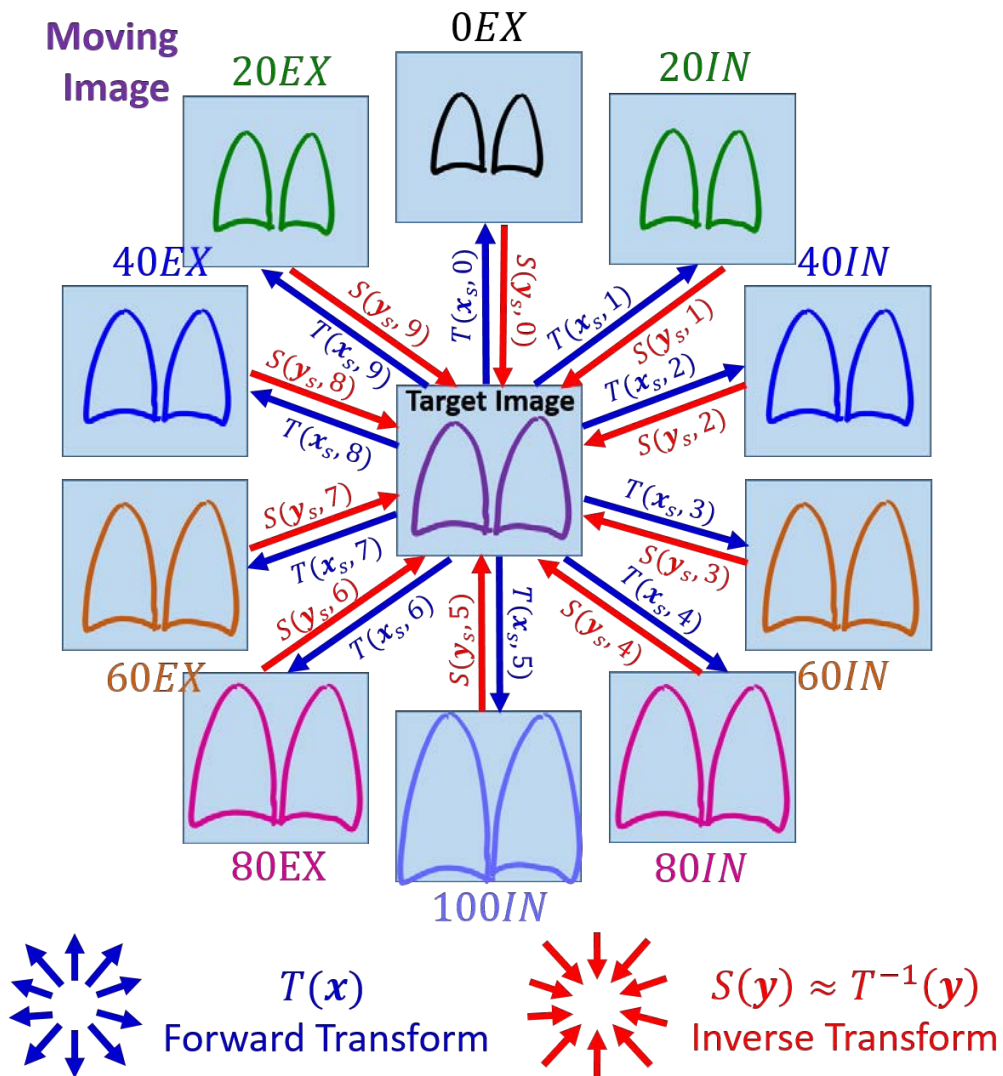 Moving
Image
0EX
20EX
20IN
40EX
40IN
S(y_s, 9)
T(x_s, 9)
T(x_s, 0)
S(y_s, 0)
T(x_s, 1)
S(y_s, 1)
S(y_s, 8)
T(x_s, 8)
Target Image
T(x_s, 2)
S(y_s, 2)
S(y_s, 7)
T(x_s, 7)
T(x_s, 3)
S(y_s, 3)
S(y_s, 6)
T(x_s, 6)
S(y_s, 5)
T(x_s, 5)
T(x_s, 4)
S(y_s, 4)
60EX
60IN
80EX
100IN
80IN
T(x)
Forward Transform
S(y) ≈ T⁻¹(y)
Inverse Transform